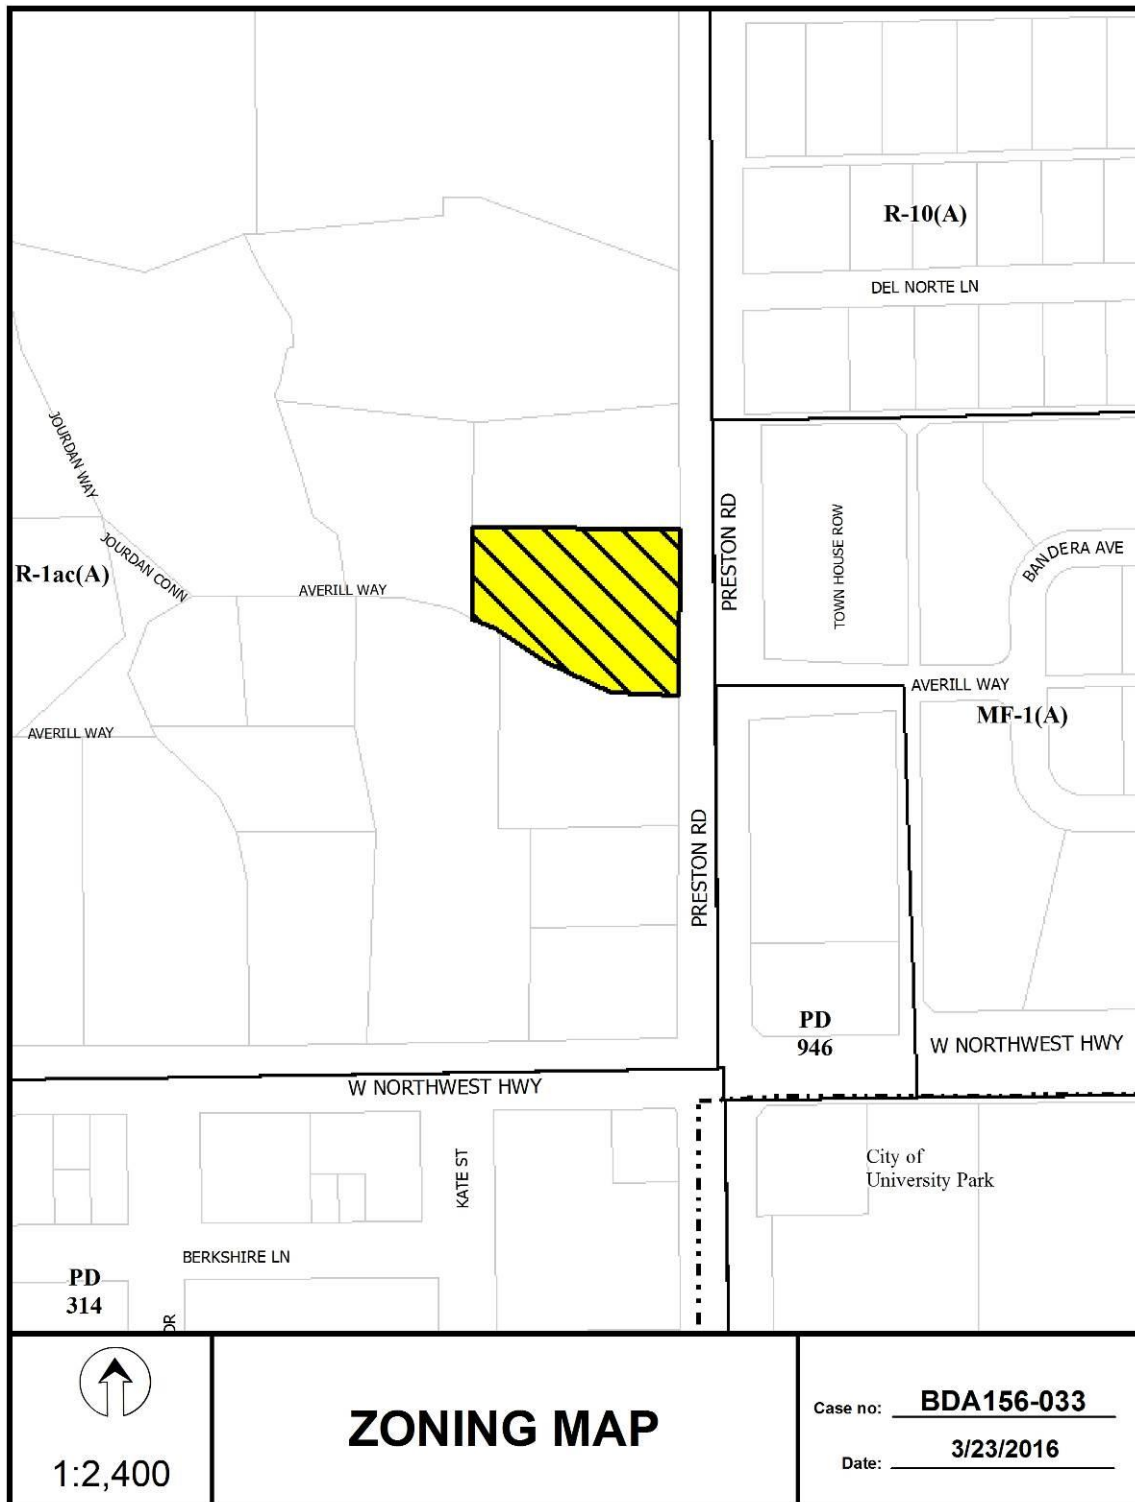 R-10(A)
DEL NORTE LN
JOURDAN WAY
PRESTON RD
TOWN HOUSE ROW
BANDERA AVE
JOURDAN CONN
R-1ac(A)
AVERILL WAY
AVERILL WAY
MF-1(A)
AVERILL WAY
PRESTON RD
PD
946
W NORTHWEST HWY
W NORTHWEST HWY
KATE ST
City of
University Park
BERKSHIRE LN
PD
314
DR
1:2,400
ZONING MAP
Case no: BDA156-033
Date: 3/23/2016